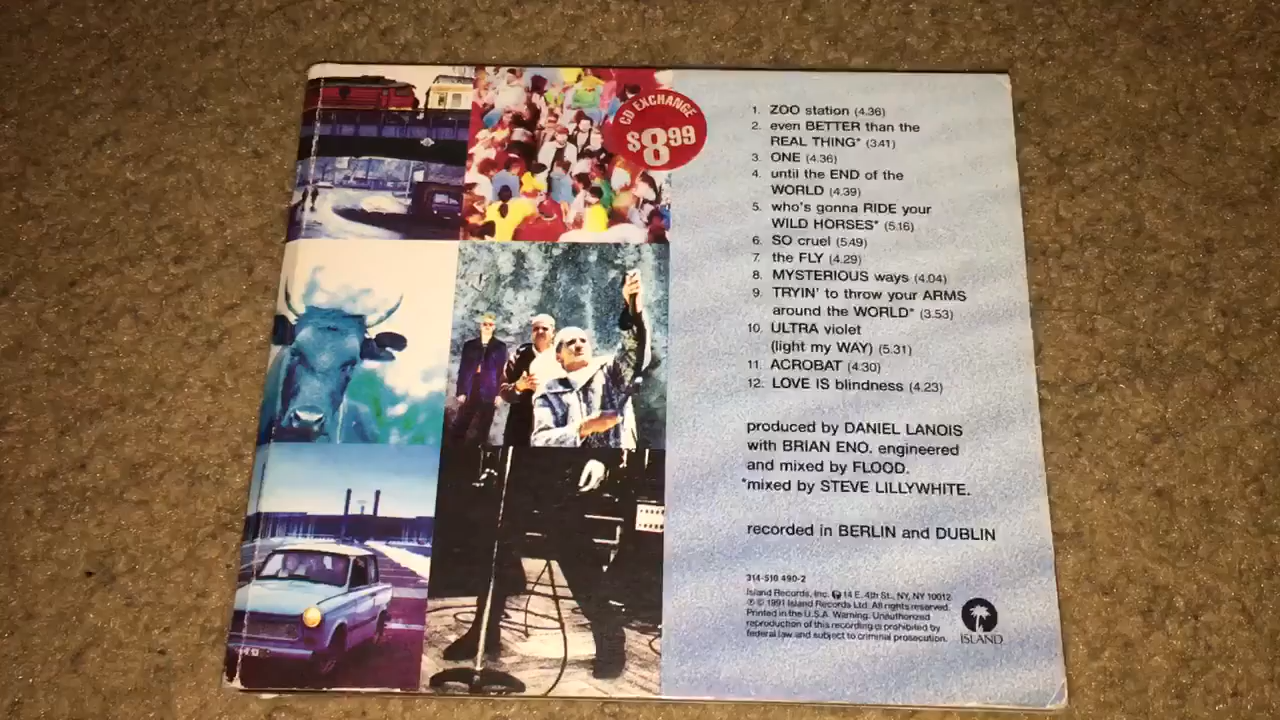 CD EXCHANGE
$8.99
1. ZOO station (4.36)
2. even BETTER than the
REAL THING* (3.41)
3. ONE (4.36)
4. until the END of the
WORLD (4.39)
5. who's gonna RIDE your
WILD HORSES* (5.16)
6. SO cruel (5.49)
7. the FLY (4.29)
8. MYSTERIOUS ways (4.04)
9. TRYIN' to throw your ARMS
around the WORLD* (3.53)
10. ULTRA violet
(light my WAY) (5.31)
11. ACROBAT (4.30)
12. LOVE IS blindness (4.23)
produced by DANIEL LANOIS
with BRIAN ENO. engineered
and mixed by FLOOD.
*mixed by STEVE LILLYWHITE.
recorded in BERLIN and DUBLIN
314-510 490-2
Island Records, Inc. 14 E. 4th St., NY, NY 10012
℗ © 1991 Island Records Ltd. All rights reserved.
Printed in the U.S.A. Warning. Unauthorized
reproduction of this recording is prohibited by
federal law and subject to criminal prosecution.
ISLAND